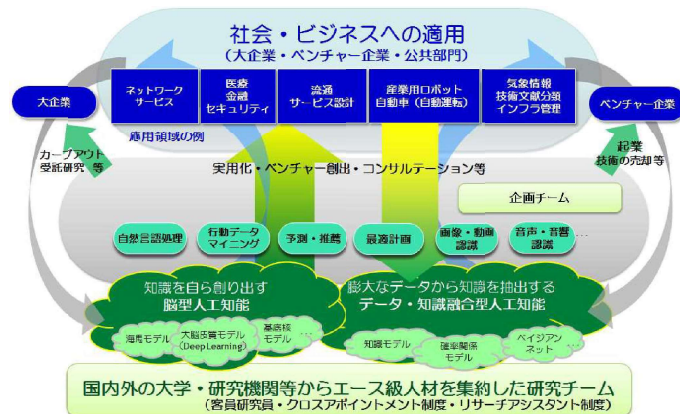 社会・ビジネスへの適用
(大企業・ベンチャー企業・公共部門)
大企業
ネットワーク
サービス
医療
金融
セキュリティ
流通
サービス設計
産業用ロボット
自動車(自動運転)
気象情報
技術文献分類
インフラ管理
ベンチャー企業
応用領域の例
カーブアウト
受託研究 等
実用化・ベンチャー創出・コンサルテーション等
起業
技術の売却等
企画チーム
自然言語処理
行動データ
マイニング
予測・推薦
最適計画
画像・動画
認識
音声・音響
認識
…
知識を自ら創り出す
脳型人工知能
膨大なデータから知識を抽出する
データ・知識融合型人工知能
海馬モデル
大脳皮質モデル
(DeepLearning)
基底核
モデル
…
知識モデル
確率関係
モデル
ベイジアン
ネット
…
国内外の大学・研究機関等からエース級人材を集約した研究チーム
(客員研究員・クロスアポイントメント制度・リサーチアシスタント制度)